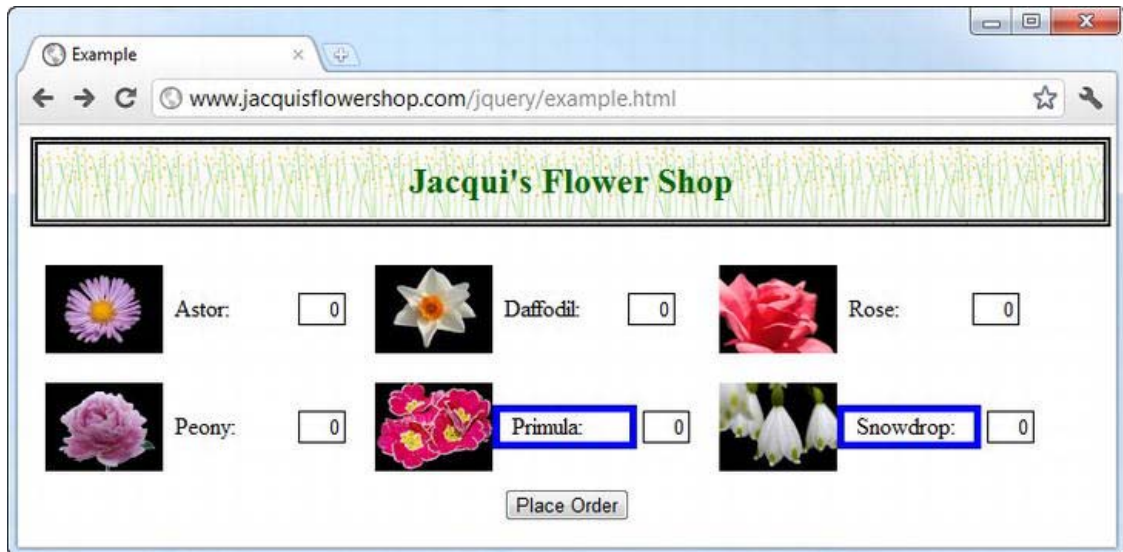 Example
www.jacquisflowershop.com/jquery/example.html
Jacqui's Flower Shop
Astor: 0 Daffodil: 0 Rose: 0
Peony: 0 Primula: 0 Snowdrop: 0
Place Order